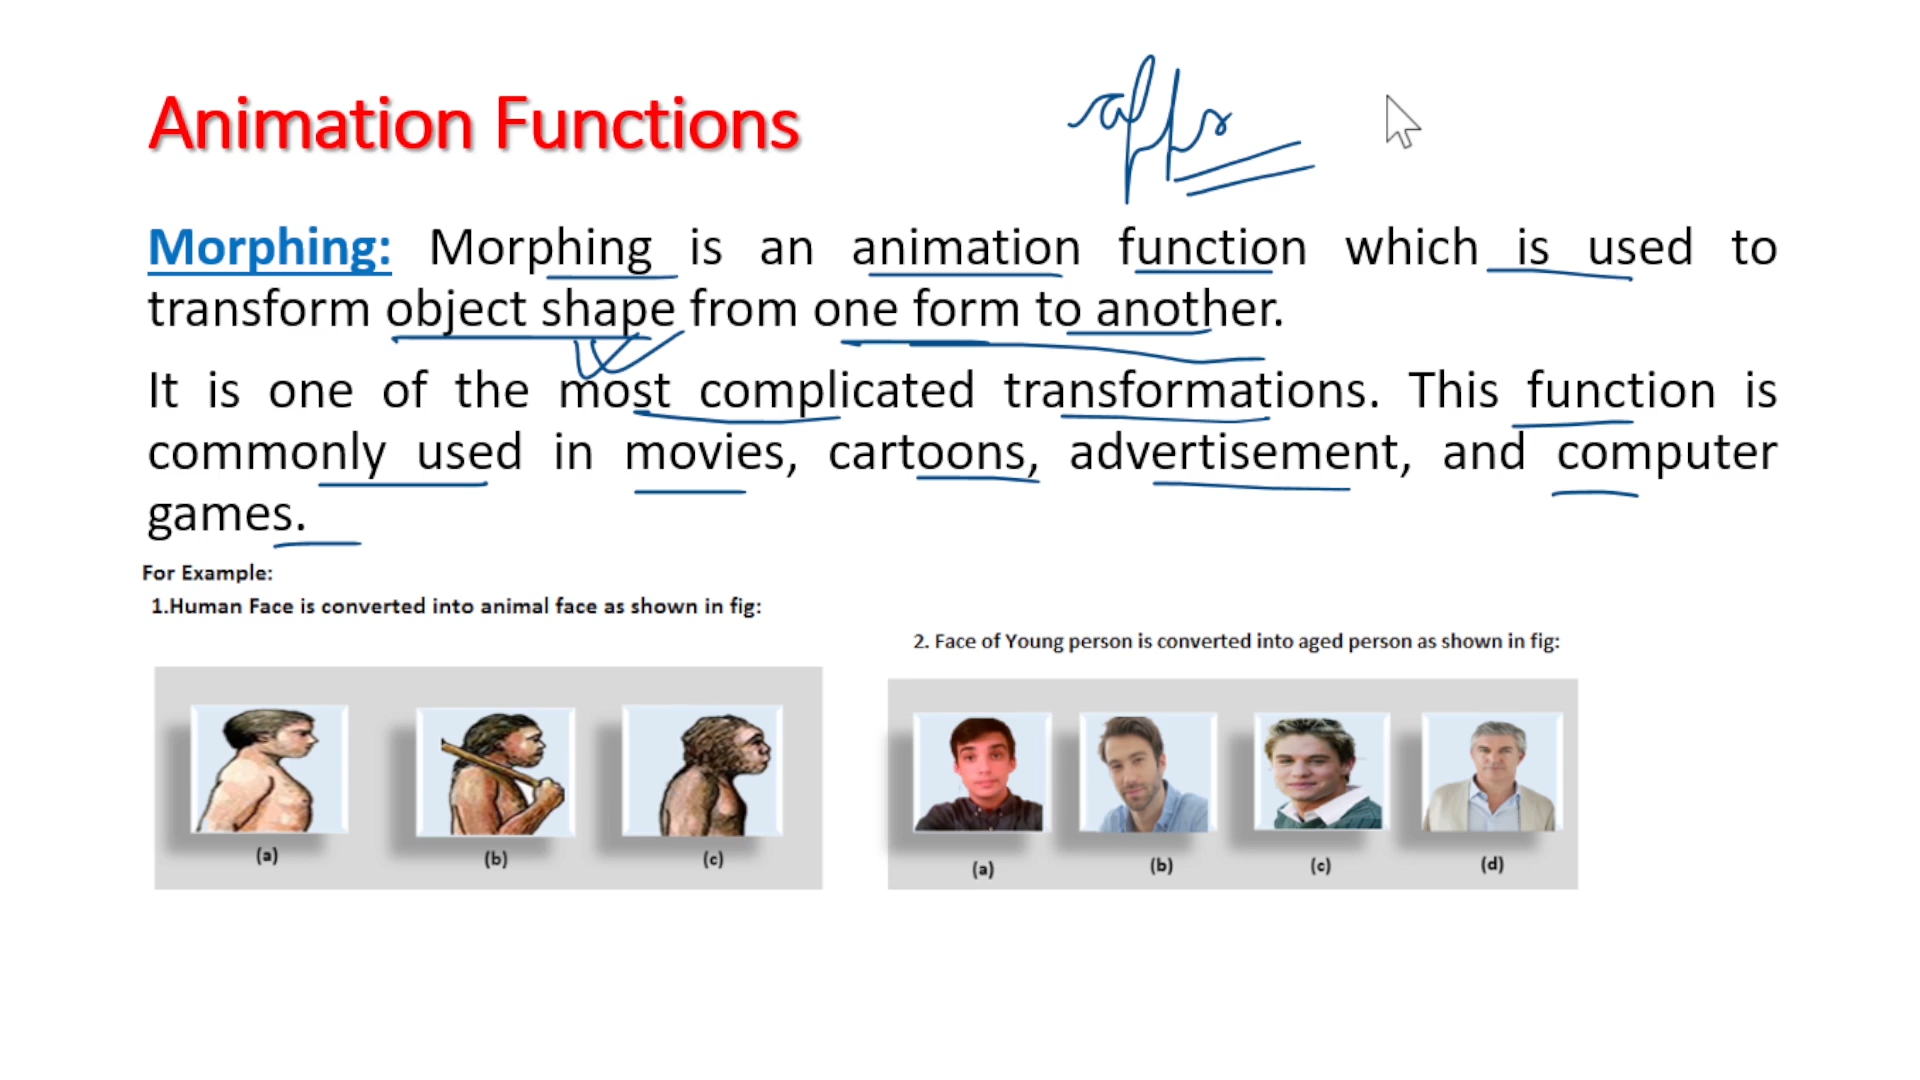 Animation Functions
apps
Morphing: Morphing is an animation function which is used to
transform object shape from one form to another.
It is one of the most complicated transformations. This function is
commonly used in movies, cartoons, advertisement, and computer
games.
For Example:
1.Human Face is converted into animal face as shown in fig:
2. Face of Young person is converted into aged person as shown in fig:
(a) (b) (c)
(a) (b) (c) (d)